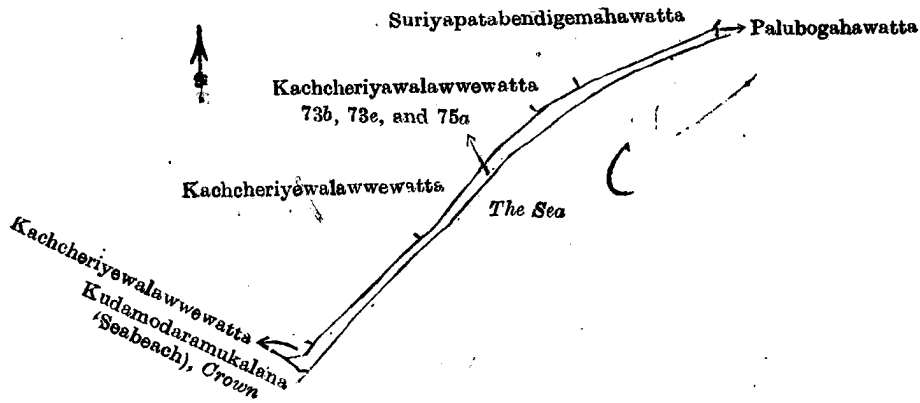 Suriyapatabendigemahawatta
Palubogahawatta
Kachcheriyawalawwewatta
73b, 73e, and 75a
Kachcheriyewalawwewatta
The Sea
Kachcheriyewalawwewatta
Kudamodaramukalana
(Seabeach), Crown